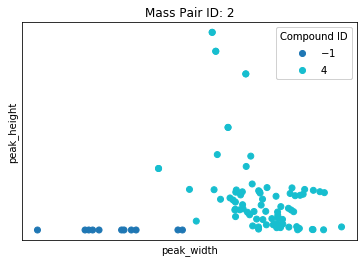 Mass Pair ID: 2
Compound ID
−1
4
peak_height
peak_width